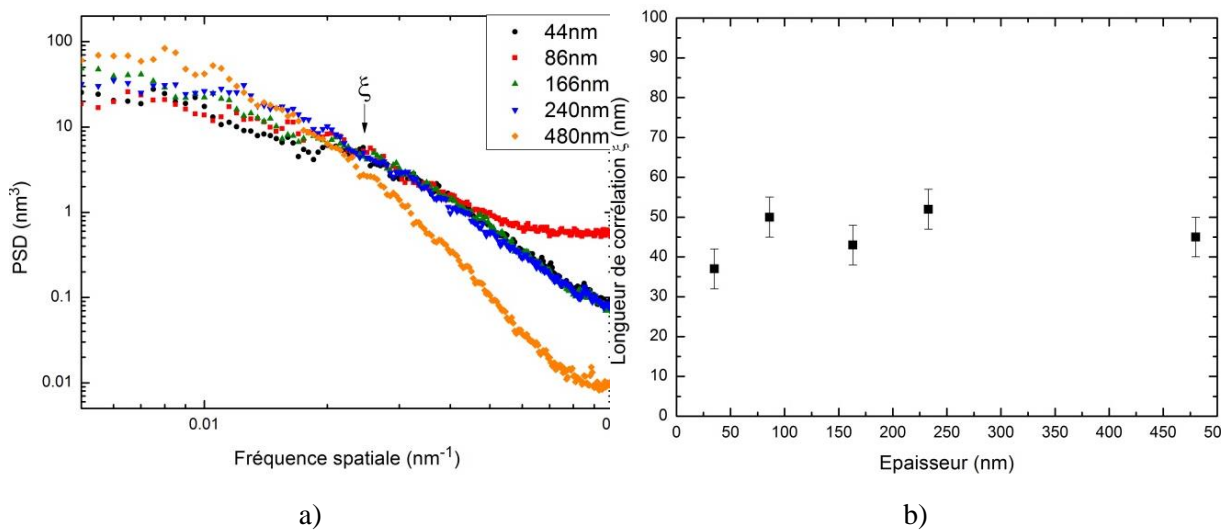 100
10
1
0.1
0.01
PSD (nm³)
ξ
44nm
86nm
166nm
240nm
480nm
0.01
0
Fréquence spatiale (nm⁻¹)
a)
100
90
80
70
60
50
40
30
20
10
0
Longueur de corrélation ξ (nm)
0 50 100 150 200 250 300 350 400 450 50
Epaisseur (nm)
b)